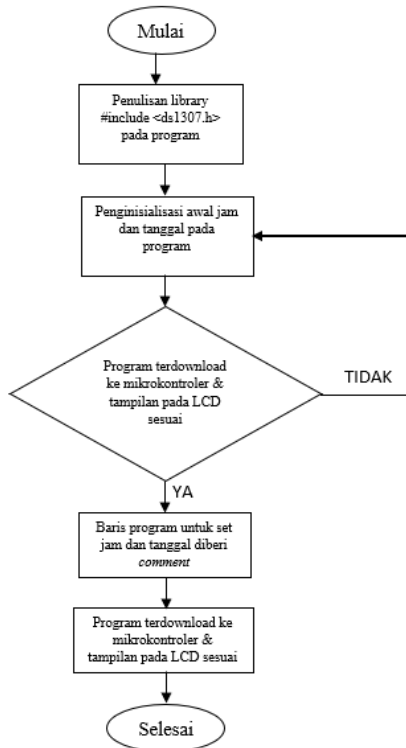 Mulai
Penulisan library
#include <ds1307.h>
pada program
Penginisialisasi awal jam
dan tanggal pada
program
Program terdownload
ke mikrokontroler &
tampilan pada LCD
sesuai
TIDAK
YA
Baris program untuk set
jam dan tanggal diberi
comment
Program terdownload ke
mikrokontroler &
tampilan pada LCD sesuai
Selesai